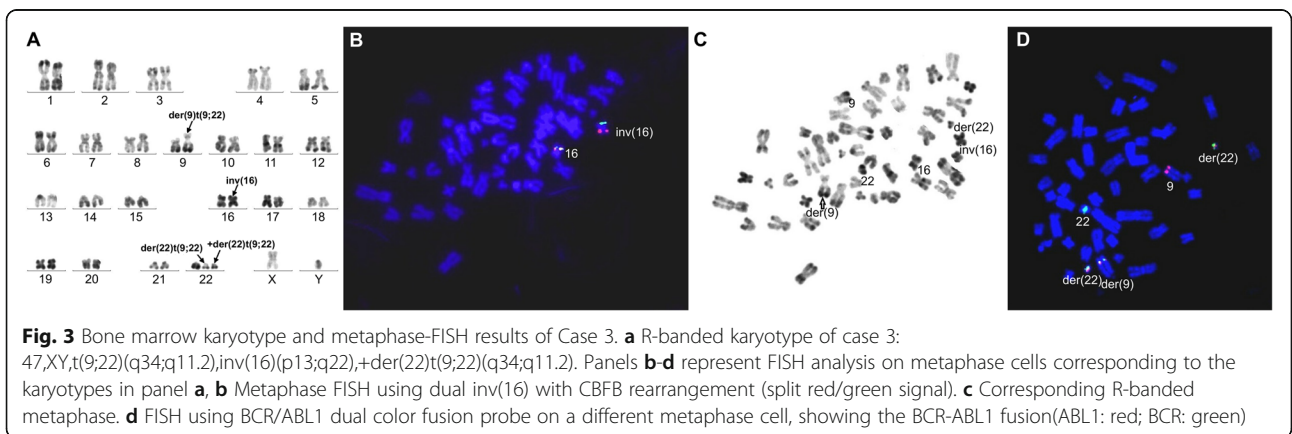 A
B
C
D
der(9)t(9;22)
1 2 3 4 5
6 7 8 9 10 11 12
inv(16)
13 14 15 16 17 18
der(22)t(9;22) +der(22)t(9;22)
19 20 21 22 X Y
inv(16)
16
9
der(22)
inv(16)
16
22
der(9)
der(22)
9
22
der(22) der(9)
Fig. 3 Bone marrow karyotype and metaphase-FISH results of Case 3. a R-banded karyotype of case 3:
47,XY,t(9;22)(q34;q11.2),inv(16)(p13;q22),+der(22)t(9;22)(q34;q11.2). Panels b-d represent FISH analysis on metaphase cells corresponding to the
karyotypes in panel a, b Metaphase FISH using dual inv(16) with CBFB rearrangement (split red/green signal). c Corresponding R-banded
metaphase. d FISH using BCR/ABL1 dual color fusion probe on a different metaphase cell, showing the BCR-ABL1 fusion(ABL1: red; BCR: green)